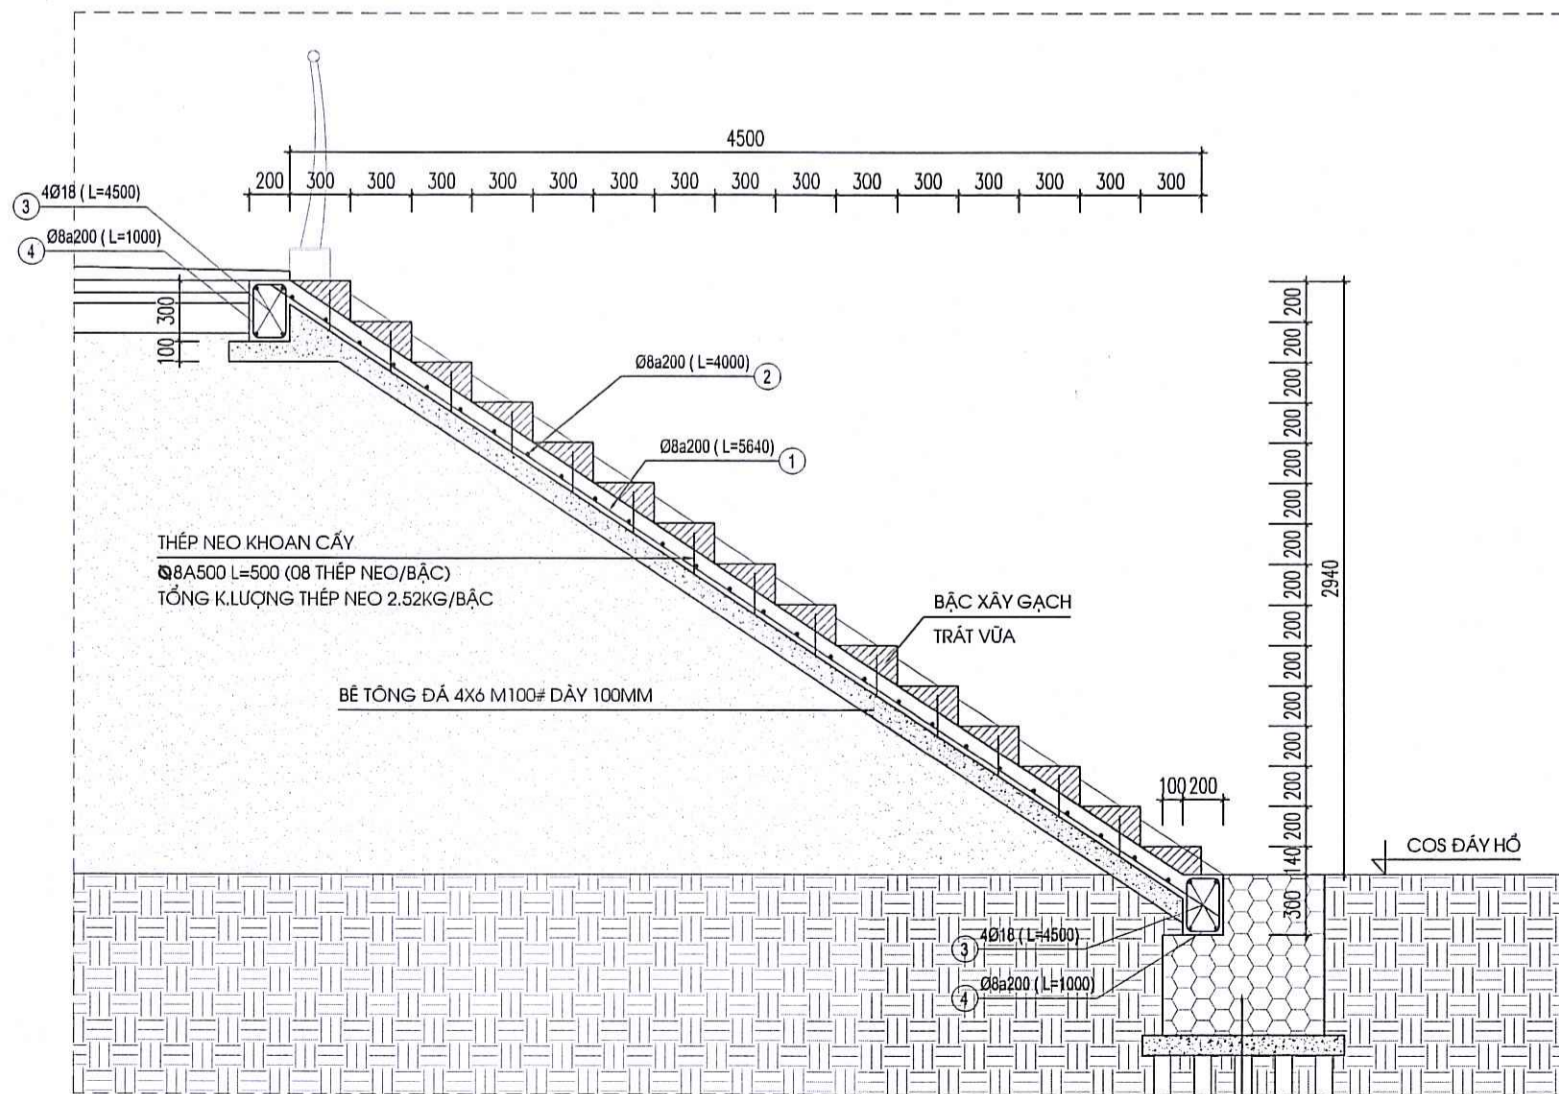 4500
200 300 300 300 300 300 300 300 300 300 300 300 300 300 300 300
3 4Ø18 ( L=4500)
4 Ø8a200 ( L=1000)
300
100
Ø8a200 ( L=4000) 2
Ø8a200 ( L=5640) 1
THÉP NEO KHOAN CẤY
Ø8A500 L=500 (08 THÉP NEO/BẬC)
TỔNG K.LƯỢNG THÉP NEO 2.52KG/BẬC
BẬC XÂY GẠCH
TRÁT VỮA
BÊ TÔNG ĐÁ 4X6 M100# DÀY 100MM
200
200
200
200
200
200
200
200
200
200
200
200
200
200
140
300
2940
100 200
COS ĐÁY HỒ
3 4Ø18 ( L=4500)
4 Ø8a200 ( L=1000)